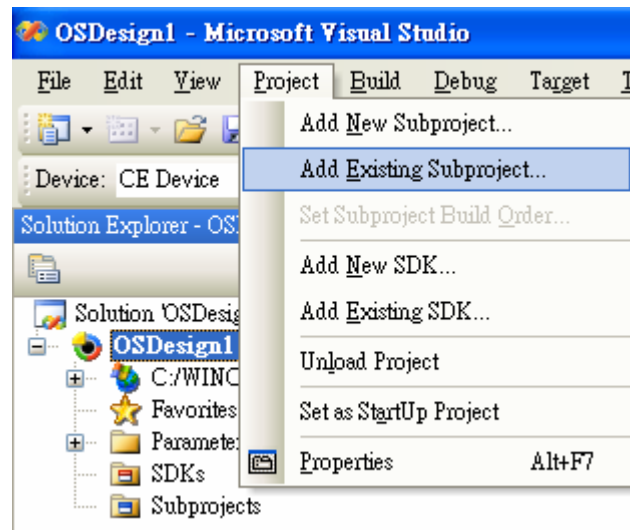 OSDesign1 - Microsoft Visual Studio
File Edit View Project Build Debug Target
Add New Subproject...
Device: CE Device
Add Existing Subproject...
Solution Explorer - OS
Set Subproject Build Order...
Add New SDK...
Solution 'OSDesig
Add Existing SDK...
OSDesign1
Unload Project
C:/WINC
Favorites
Set as StartUp Project
Paramete
Properties Alt+F7
SDKs
Subprojects